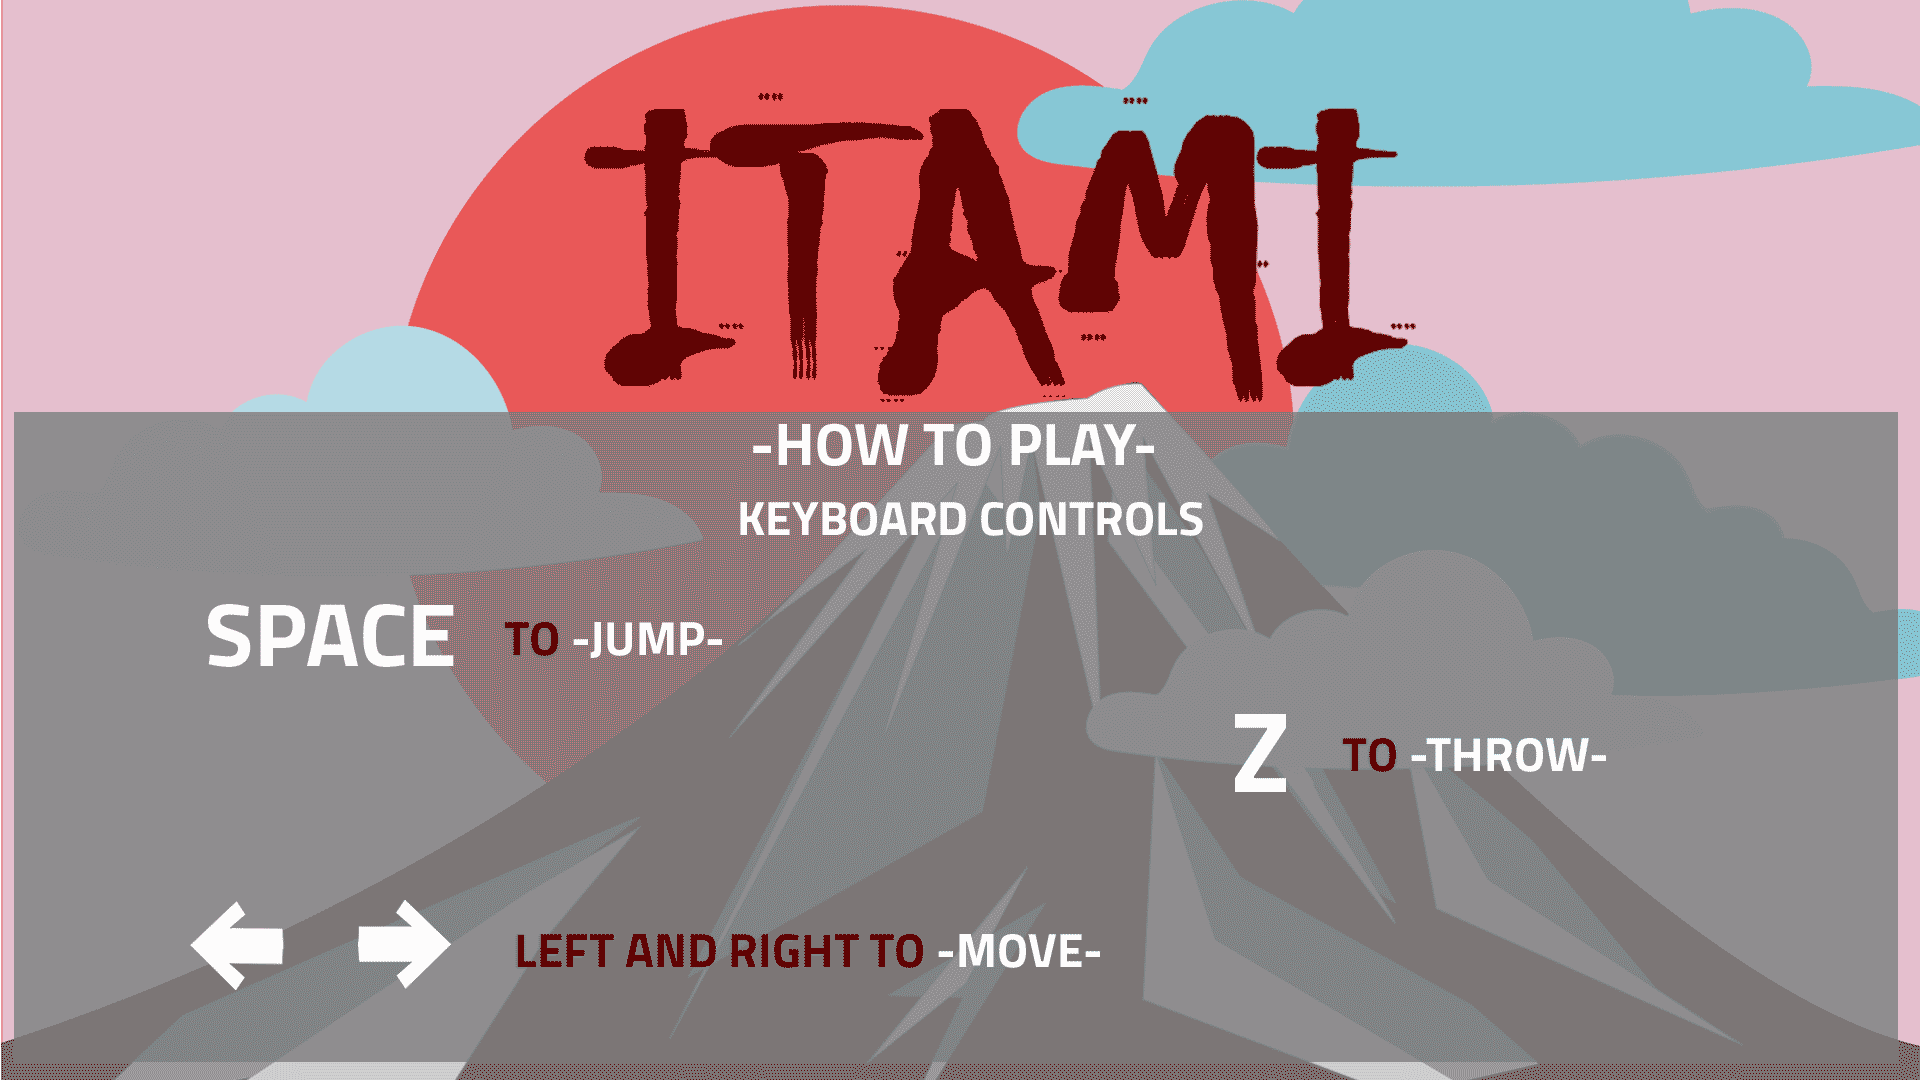 ITAMI
-HOW TO PLAY-
KEYBOARD CONTROLS
SPACE TO -JUMP-
Z TO -THROW-
LEFT AND RIGHT TO -MOVE-